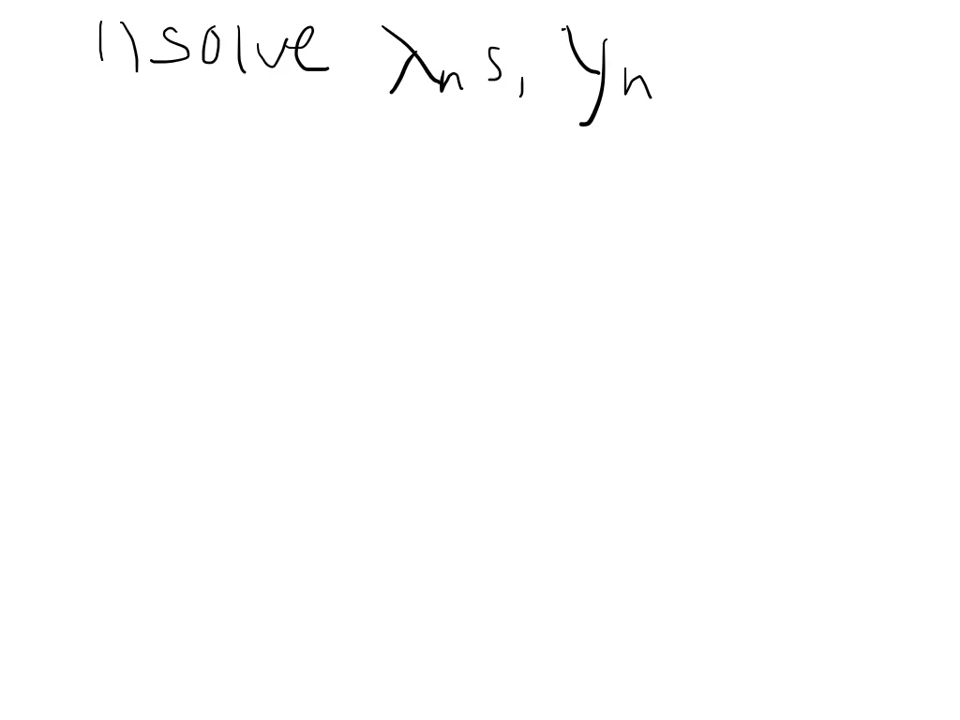 1) solve λn s, yn